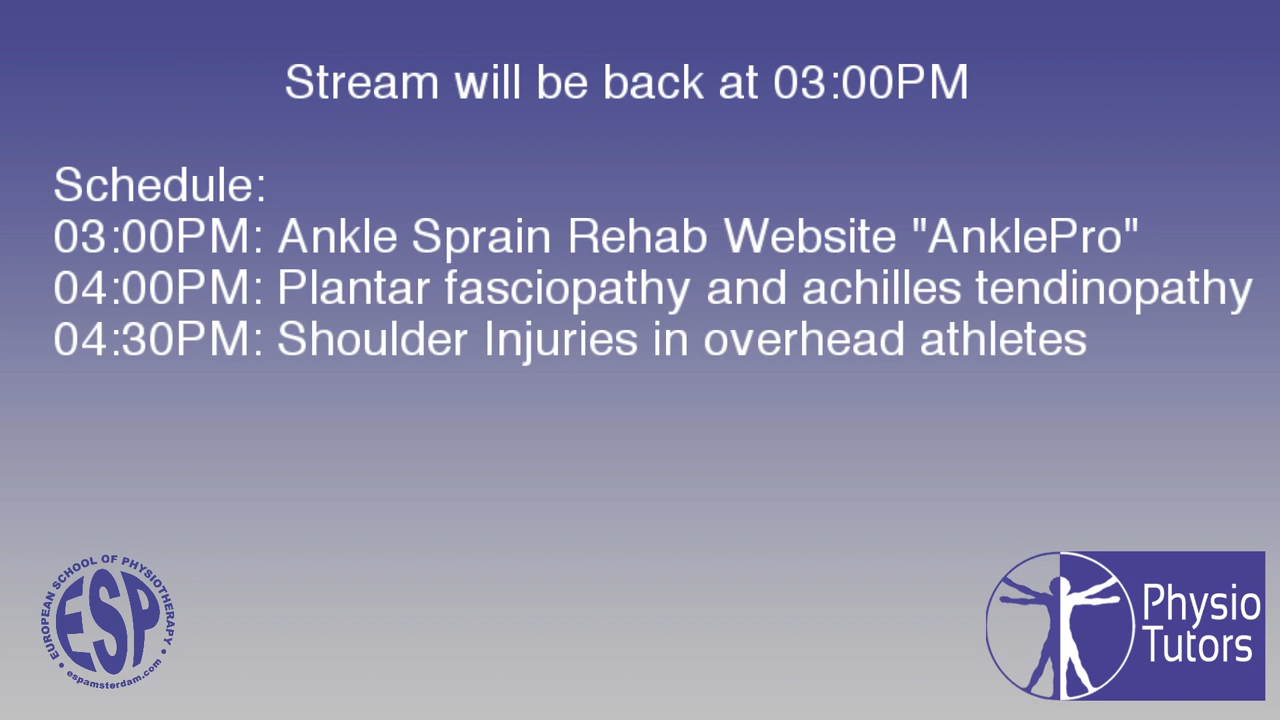 Stream will be back at 03:00PM
Schedule:
03:00PM: Ankle Sprain Rehab Website "AnklePro"
04:00PM: Plantar fasciopathy and achilles tendinopathy
04:30PM: Shoulder Injuries in overhead athletes
EUROPEAN SCHOOL OF PHYSIOTHERAPY
ESP
espamsterdam.com
Physio
Tutors